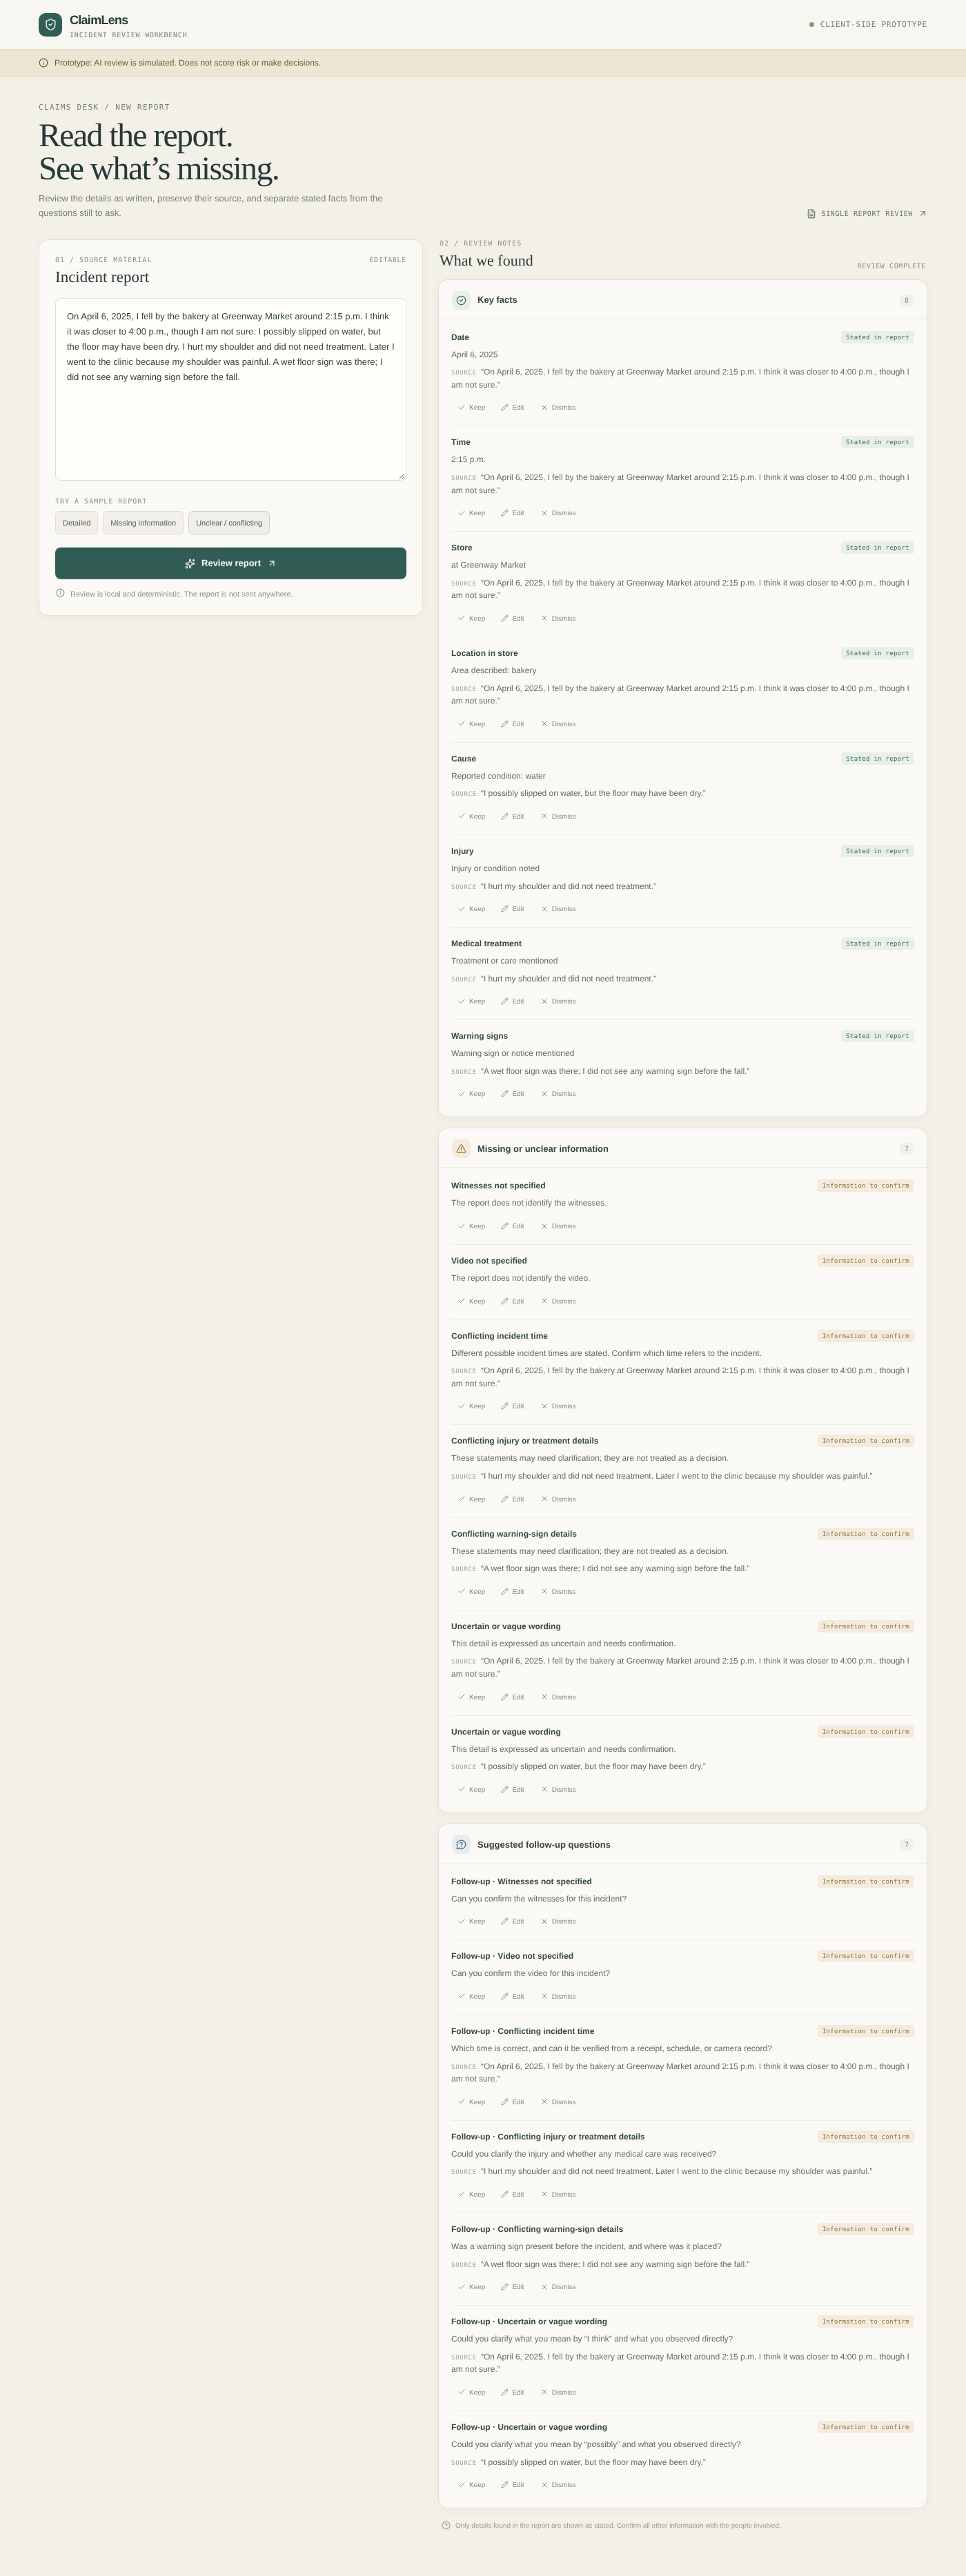 ClaimLens
INCIDENT REVIEW WORKBENCH
CLIENT-SIDE PROTOTYPE
Prototype: AI review is simulated. Does not score risk or make decisions.
CLAIMS DESK / NEW REPORT
Read the report.
See what’s missing.
Review the details as written, preserve their source, and separate stated facts from the
questions still to ask.
SINGLE REPORT REVIEW
01 / SOURCE MATERIAL
EDITABLE
Incident report
On April 6, 2025, I fell by the bakery at Greenway Market around 2:15 p.m. I think
it was closer to 4:00 p.m., though I am not sure. I possibly slipped on water, but
the floor may have been dry. I hurt my shoulder and did not need treatment. Later I
went to the clinic because my shoulder was painful. A wet floor sign was there; I
did not see any warning sign before the fall.
TRY A SAMPLE REPORT
Detailed
Missing information
Unclear / conflicting
Review report
Review is local and deterministic. The report is not sent anywhere.
02 / REVIEW NOTES
What we found
REVIEW COMPLETE
Key facts
8
Date
Stated in report
April 6, 2025
SOURCE “On April 6, 2025, I fell by the bakery at Greenway Market around 2:15 p.m. I think it was closer to 4:00 p.m., though I
am not sure.”
Keep Edit Dismiss
Time
Stated in report
2:15 p.m.
SOURCE “On April 6, 2025, I fell by the bakery at Greenway Market around 2:15 p.m. I think it was closer to 4:00 p.m., though I
am not sure.”
Keep Edit Dismiss
Store
Stated in report
at Greenway Market
SOURCE “On April 6, 2025, I fell by the bakery at Greenway Market around 2:15 p.m. I think it was closer to 4:00 p.m., though I
am not sure.”
Keep Edit Dismiss
Location in store
Stated in report
Area described: bakery
SOURCE “On April 6, 2025, I fell by the bakery at Greenway Market around 2:15 p.m. I think it was closer to 4:00 p.m., though I
am not sure.”
Keep Edit Dismiss
Cause
Stated in report
Reported condition: water
SOURCE “I possibly slipped on water, but the floor may have been dry.”
Keep Edit Dismiss
Injury
Stated in report
Injury or condition noted
SOURCE “I hurt my shoulder and did not need treatment.”
Keep Edit Dismiss
Medical treatment
Stated in report
Treatment or care mentioned
SOURCE “I hurt my shoulder and did not need treatment.”
Keep Edit Dismiss
Warning signs
Stated in report
Warning sign or notice mentioned
SOURCE “A wet floor sign was there; I did not see any warning sign before the fall.”
Keep Edit Dismiss
Missing or unclear information
7
Witnesses not specified
Information to confirm
The report does not identify the witnesses.
Keep Edit Dismiss
Video not specified
Information to confirm
The report does not identify the video.
Keep Edit Dismiss
Conflicting incident time
Information to confirm
Different possible incident times are stated. Confirm which time refers to the incident.
SOURCE “On April 6, 2025, I fell by the bakery at Greenway Market around 2:15 p.m. I think it was closer to 4:00 p.m., though I
am not sure.”
Keep Edit Dismiss
Conflicting injury or treatment details
Information to confirm
These statements may need clarification; they are not treated as a decision.
SOURCE “I hurt my shoulder and did not need treatment. Later I went to the clinic because my shoulder was painful.”
Keep Edit Dismiss
Conflicting warning-sign details
Information to confirm
These statements may need clarification; they are not treated as a decision.
SOURCE “A wet floor sign was there; I did not see any warning sign before the fall.”
Keep Edit Dismiss
Uncertain or vague wording
Information to confirm
This detail is expressed as uncertain and needs confirmation.
SOURCE “On April 6, 2025, I fell by the bakery at Greenway Market around 2:15 p.m. I think it was closer to 4:00 p.m., though I
am not sure.”
Keep Edit Dismiss
Uncertain or vague wording
Information to confirm
This detail is expressed as uncertain and needs confirmation.
SOURCE “I possibly slipped on water, but the floor may have been dry.”
Keep Edit Dismiss
Suggested follow-up questions
7
Follow-up · Witnesses not specified
Information to confirm
Can you confirm the witnesses for this incident?
Keep Edit Dismiss
Follow-up · Video not specified
Information to confirm
Can you confirm the video for this incident?
Keep Edit Dismiss
Follow-up · Conflicting incident time
Information to confirm
Which time is correct, and can it be verified from a receipt, schedule, or camera record?
SOURCE “On April 6, 2025, I fell by the bakery at Greenway Market around 2:15 p.m. I think it was closer to 4:00 p.m., though I
am not sure.”
Keep Edit Dismiss
Follow-up · Conflicting injury or treatment details
Information to confirm
Could you clarify the injury and whether any medical care was received?
SOURCE “I hurt my shoulder and did not need treatment. Later I went to the clinic because my shoulder was painful.”
Keep Edit Dismiss
Follow-up · Conflicting warning-sign details
Information to confirm
Was a warning sign present before the incident, and where was it placed?
SOURCE “A wet floor sign was there; I did not see any warning sign before the fall.”
Keep Edit Dismiss
Follow-up · Uncertain or vague wording
Information to confirm
Could you clarify what you mean by “I think” and what you observed directly?
SOURCE “On April 6, 2025, I fell by the bakery at Greenway Market around 2:15 p.m. I think it was closer to 4:00 p.m., though I
am not sure.”
Keep Edit Dismiss
Follow-up · Uncertain or vague wording
Information to confirm
Could you clarify what you mean by “possibly” and what you observed directly?
SOURCE “I possibly slipped on water, but the floor may have been dry.”
Keep Edit Dismiss
Only details found in the report are shown as stated. Confirm all other information with the people involved.